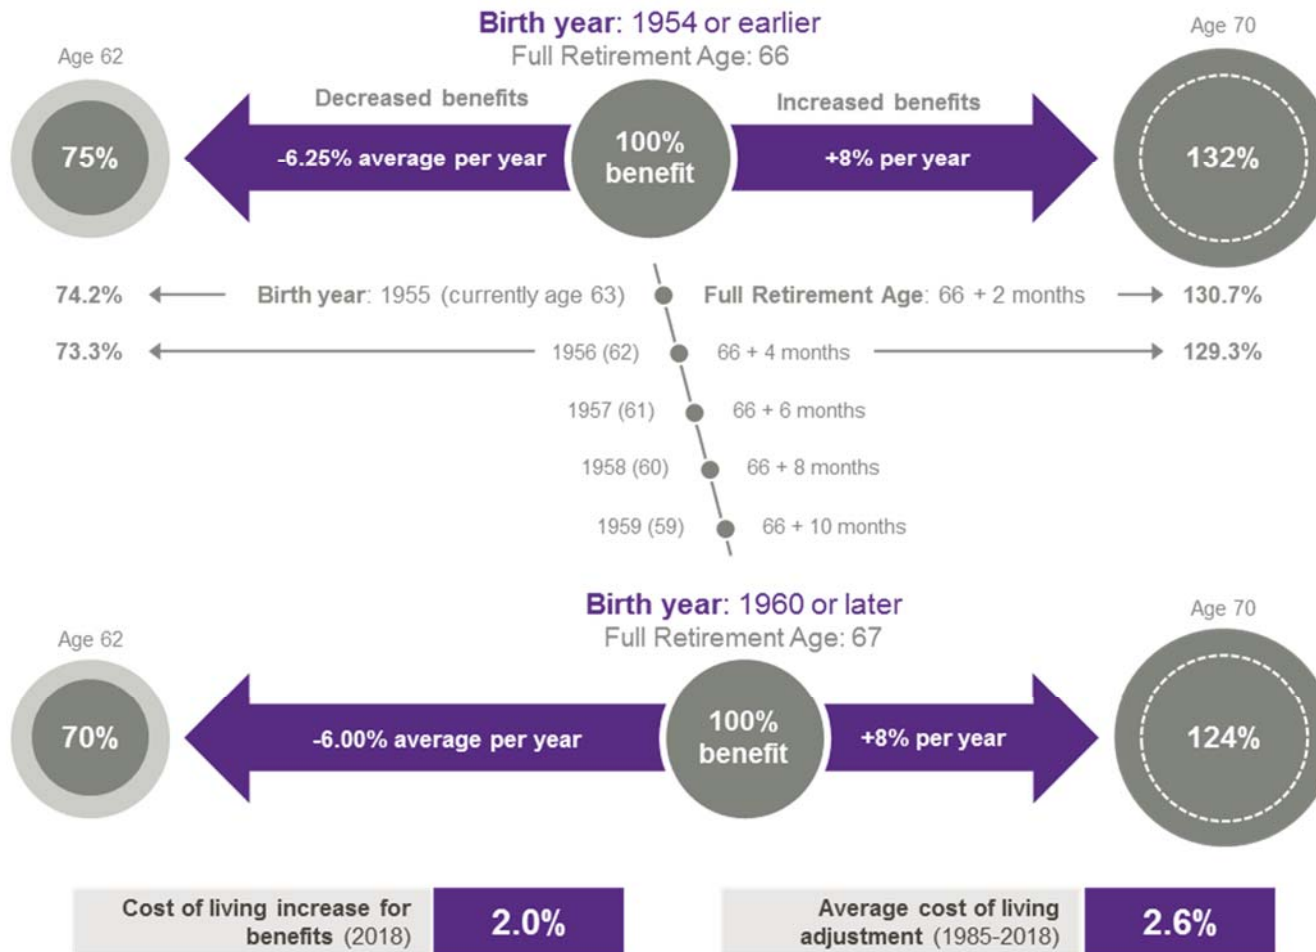 Birth year: 1954 or earlier
Full Retirement Age: 66
Age 62
Age 70
Decreased benefits
Increased benefits
75%
-6.25% average per year
100%
benefit
+8% per year
132%
74.2%
Birth year: 1955 (currently age 63)
Full Retirement Age: 66 + 2 months
130.7%
73.3%
1956 (62)
66 + 4 months
129.3%
1957 (61)
66 + 6 months
1958 (60)
66 + 8 months
1959 (59)
66 + 10 months
Birth year: 1960 or later
Full Retirement Age: 67
Age 62
Age 70
70%
-6.00% average per year
100%
benefit
+8% per year
124%
Cost of living increase for
benefits (2018)
2.0%
Average cost of living
adjustment (1985-2018)
2.6%